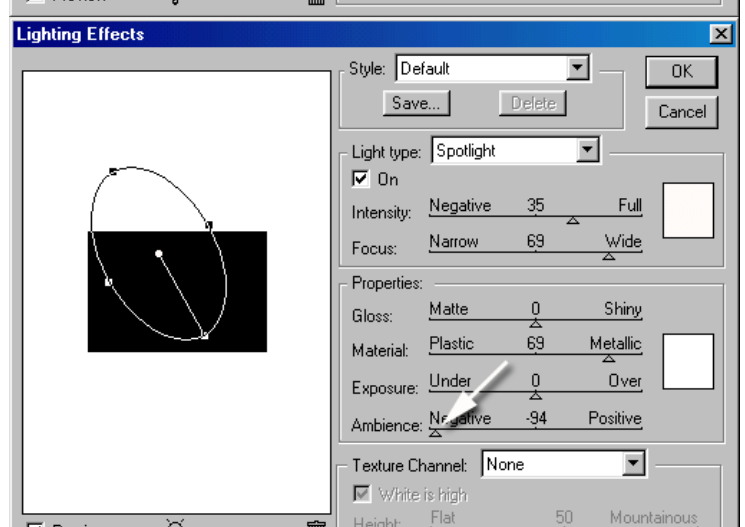 Lighting Effects
Style: Default
OK
Save... Delete
Cancel
Light type: Spotlight
On
Intensity: Negative 35 Full
Focus: Narrow 69 Wide
Properties:
Gloss: Matte 0 Shiny
Material: Plastic 69 Metallic
Exposure: Under 0 Over
Ambience: Negative -94 Positive
Texture Channel: None
White is high
Height: Flat 50 Mountainous